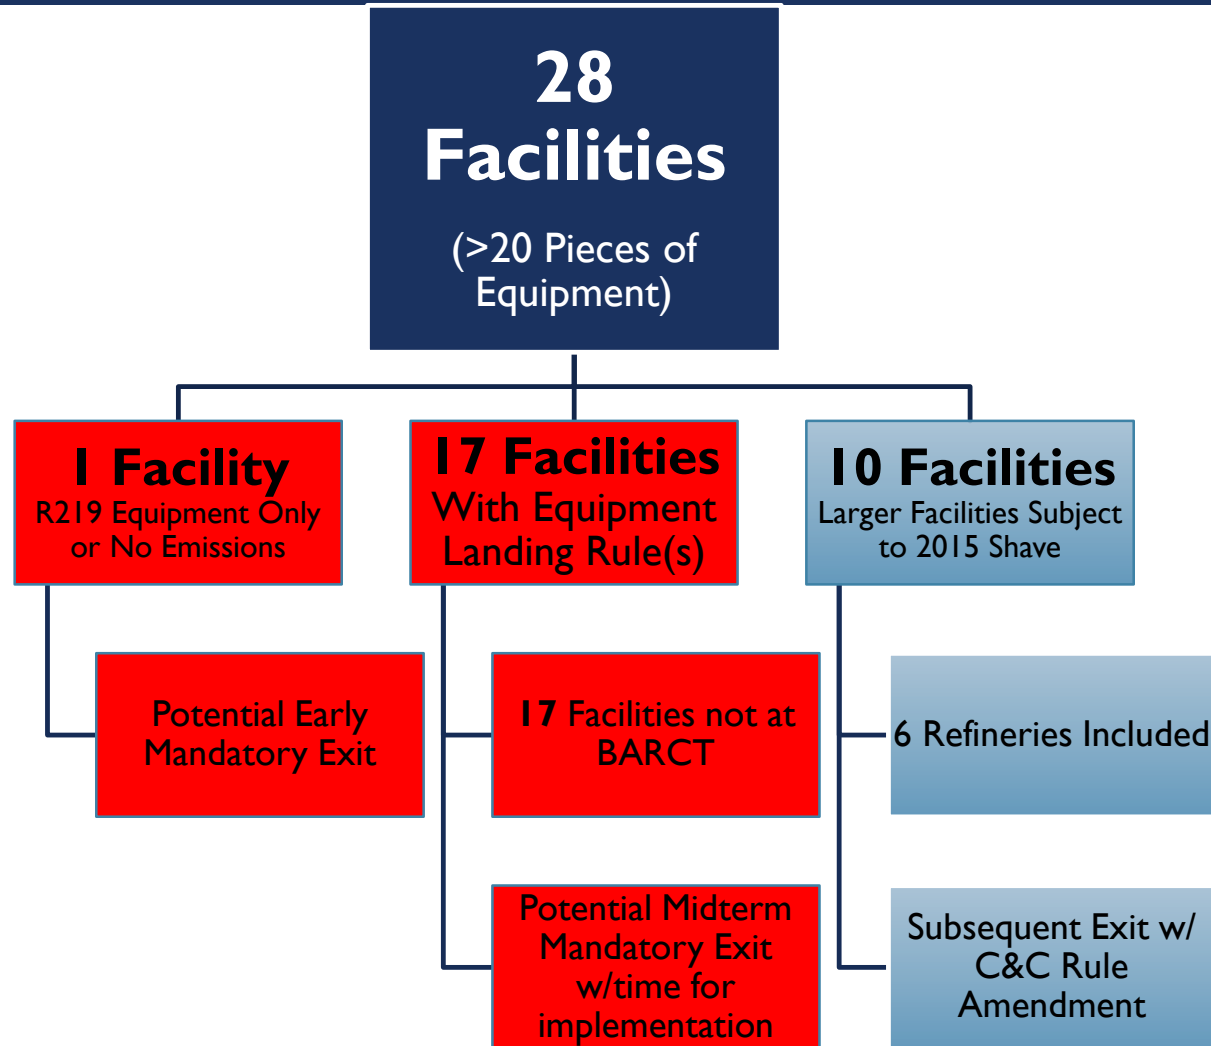 28
Facilities
(>20 Pieces of
Equipment)
1 Facility
R219 Equipment Only
or No Emissions
17 Facilities
With Equipment
Landing Rule(s)
10 Facilities
Larger Facilities Subject
to 2015 Shave
Potential Early
Mandatory Exit
17 Facilities not at
BARCT
6 Refineries Included
Potential Midterm
Mandatory Exit
w/time for
implementation
Subsequent Exit w/
C&C Rule
Amendment